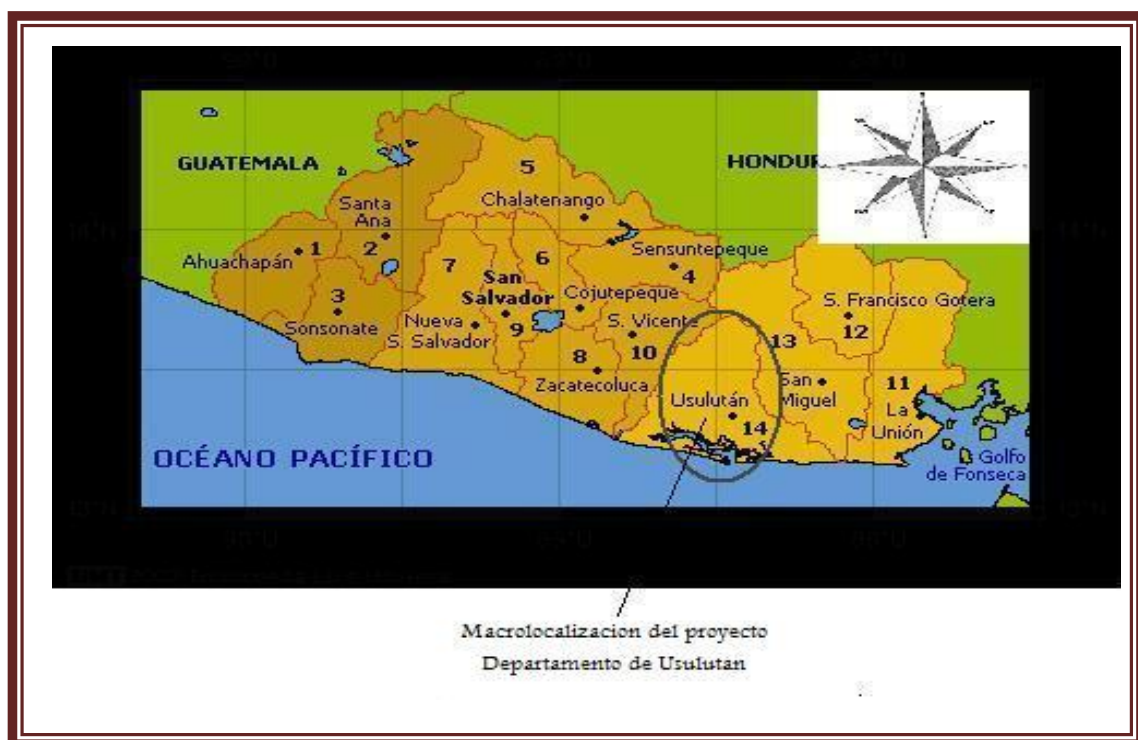 GUATEMALA
HONDUR
5
Chalatenango
Santa
Ana
Ahuachapán
1
2
7
6
Sensuntepeque
4
3
San
Salvador
Cojutepeque
S. Francisco Gotera
Sonsonate
Nueva
S. Salvador
9
S. Vicente
13
12
8
10
Zacatecoluca
Usulután
San
Miguel
11
La
Unión
14
OCÉANO PACÍFICO
Golfo
de Fonseca
Macrolocalizacion del proyecto
Departamento de Usulutan